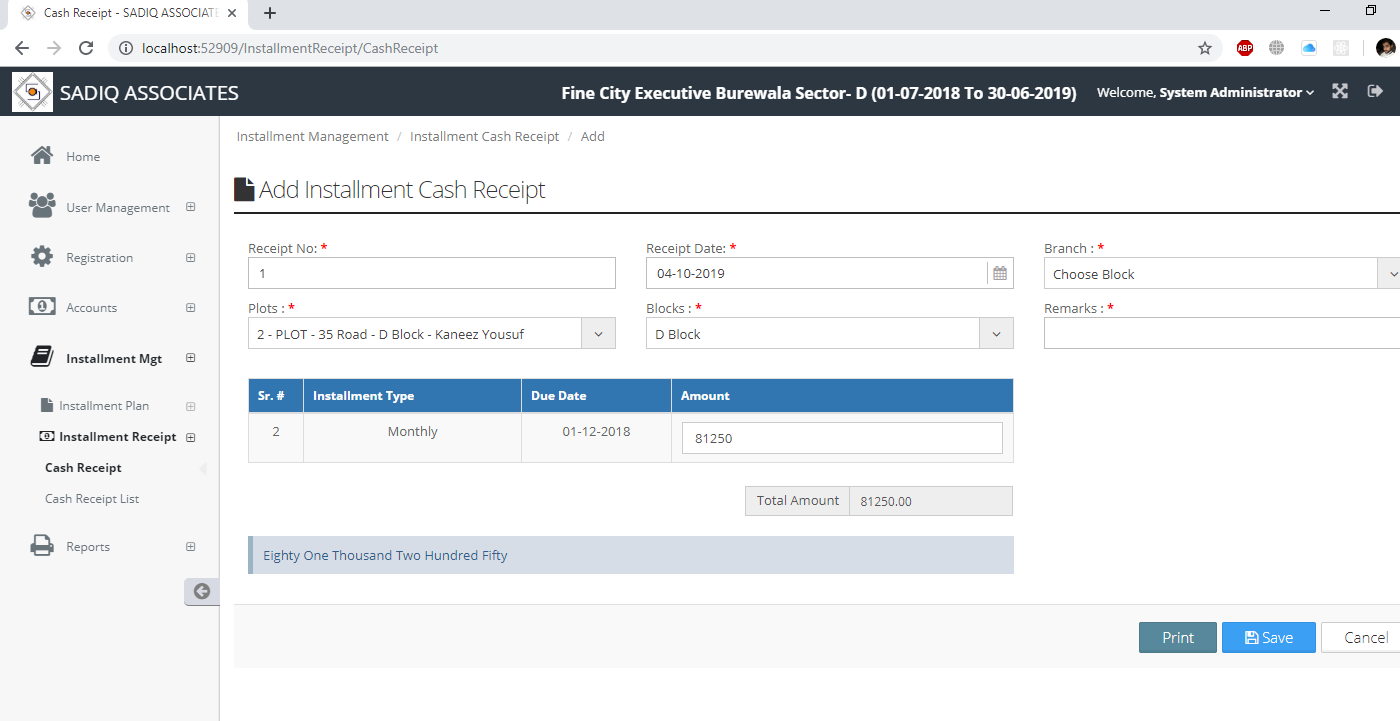 Cash Receipt - SADIQ ASSOCIATE
localhost:52909/InstallmentReceipt/CashReceipt
ABP
SADIQ ASSOCIATES
Fine City Executive Burewala Sector- D (01-07-2018 To 30-06-2019)
Welcome, System Administrator
Home
User Management
Registration
Accounts
Installment Mgt
Installment Plan
Installment Receipt
Cash Receipt
Cash Receipt List
Reports
Installment Management / Installment Cash Receipt / Add
Add Installment Cash Receipt
Receipt No: * Receipt Date: * Branch : *
1 04-10-2019 Choose Block
Plots : * Blocks : * Remarks : *
2 - PLOT - 35 Road - D Block - Kaneez Yousuf D Block
Sr. # Installment Type Due Date Amount
2 Monthly 01-12-2018 81250
Total Amount 81250.00
Eighty One Thousand Two Hundred Fifty
Print Save Cancel